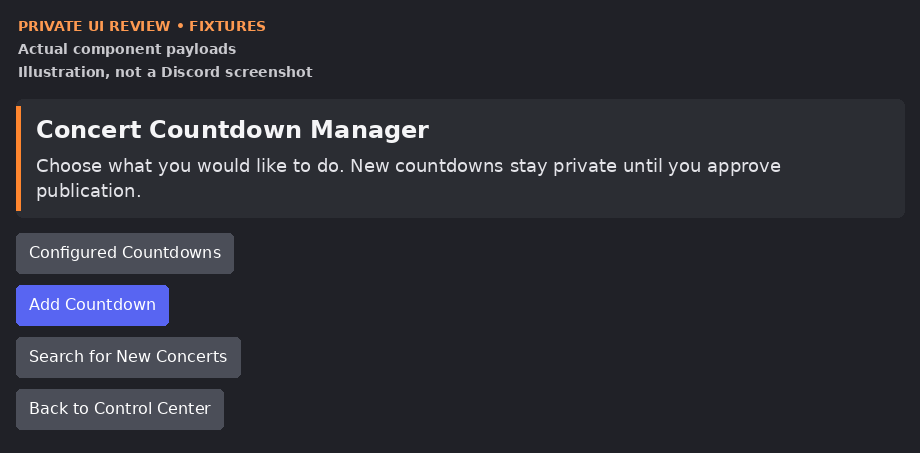 PRIVATE UI REVIEW • FIXTURES
Actual component payloads
Illustration, not a Discord screenshot
Concert Countdown Manager
Choose what you would like to do. New countdowns stay private until you approve
publication.
Configured Countdowns
Add Countdown
Search for New Concerts
Back to Control Center